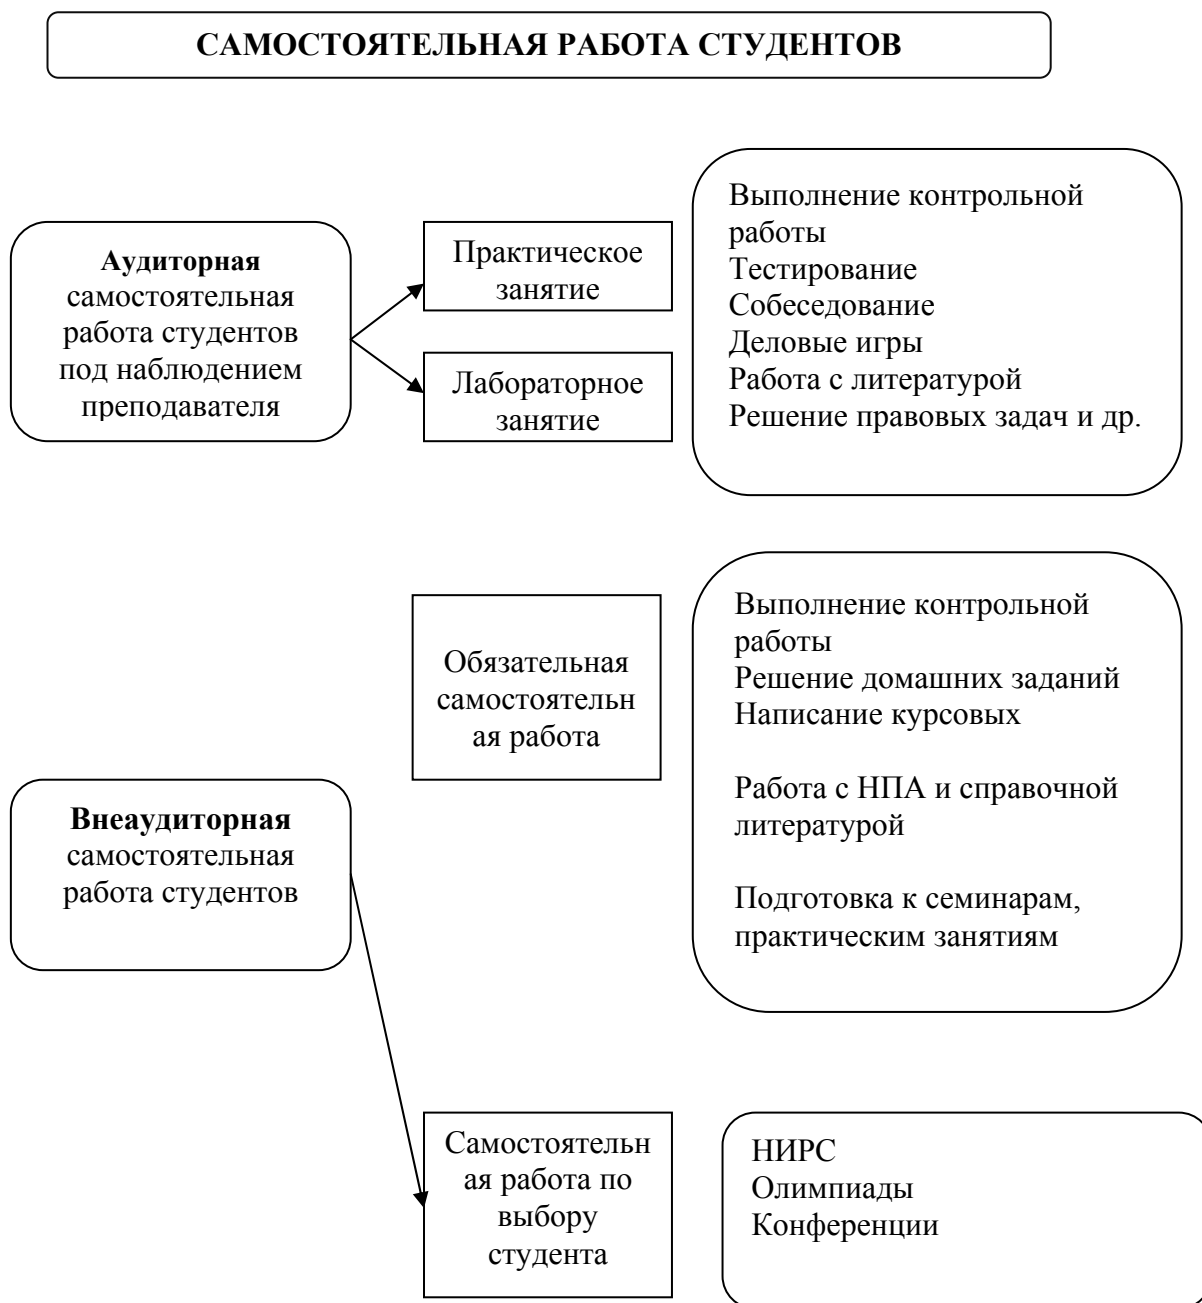 САМОСТОЯТЕЛЬНАЯ РАБОТА СТУДЕНТОВ
Аудиторная
самостоятельная
работа студентов
под наблюдением
преподавателя
Практическое
занятие
Лабораторное
занятие
Выполнение контрольной
работы
Тестирование
Собеседование
Деловые игры
Работа с литературой
Решение правовых задач и др.
Внеаудиторная
самостоятельная
работа студентов
Обязательная
самостоятельн
ая работа
Выполнение контрольной
работы
Решение домашних заданий
Написание курсовых
Работа с НПА и справочной
литературой
Подготовка к семинарам,
практическим занятиям
Самостоятельн
ая работа по
выбору
студента
НИРС
Олимпиады
Конференции